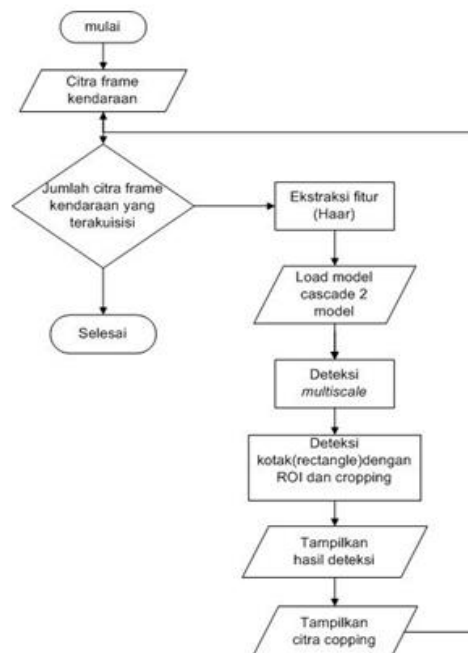 mulai
Citra frame
kendaraan
Jumlah citra frame
kendaraan yang
terakuisisi
Selesai
Ekstraksi fitur
(Haar)
Load model
cascade 2
model
Deteksi
multiscale
Deteksi
kotak(rectangle)dengan
ROI dan cropping
Tampilkan
hasil deteksi
Tampilkan
citra copping